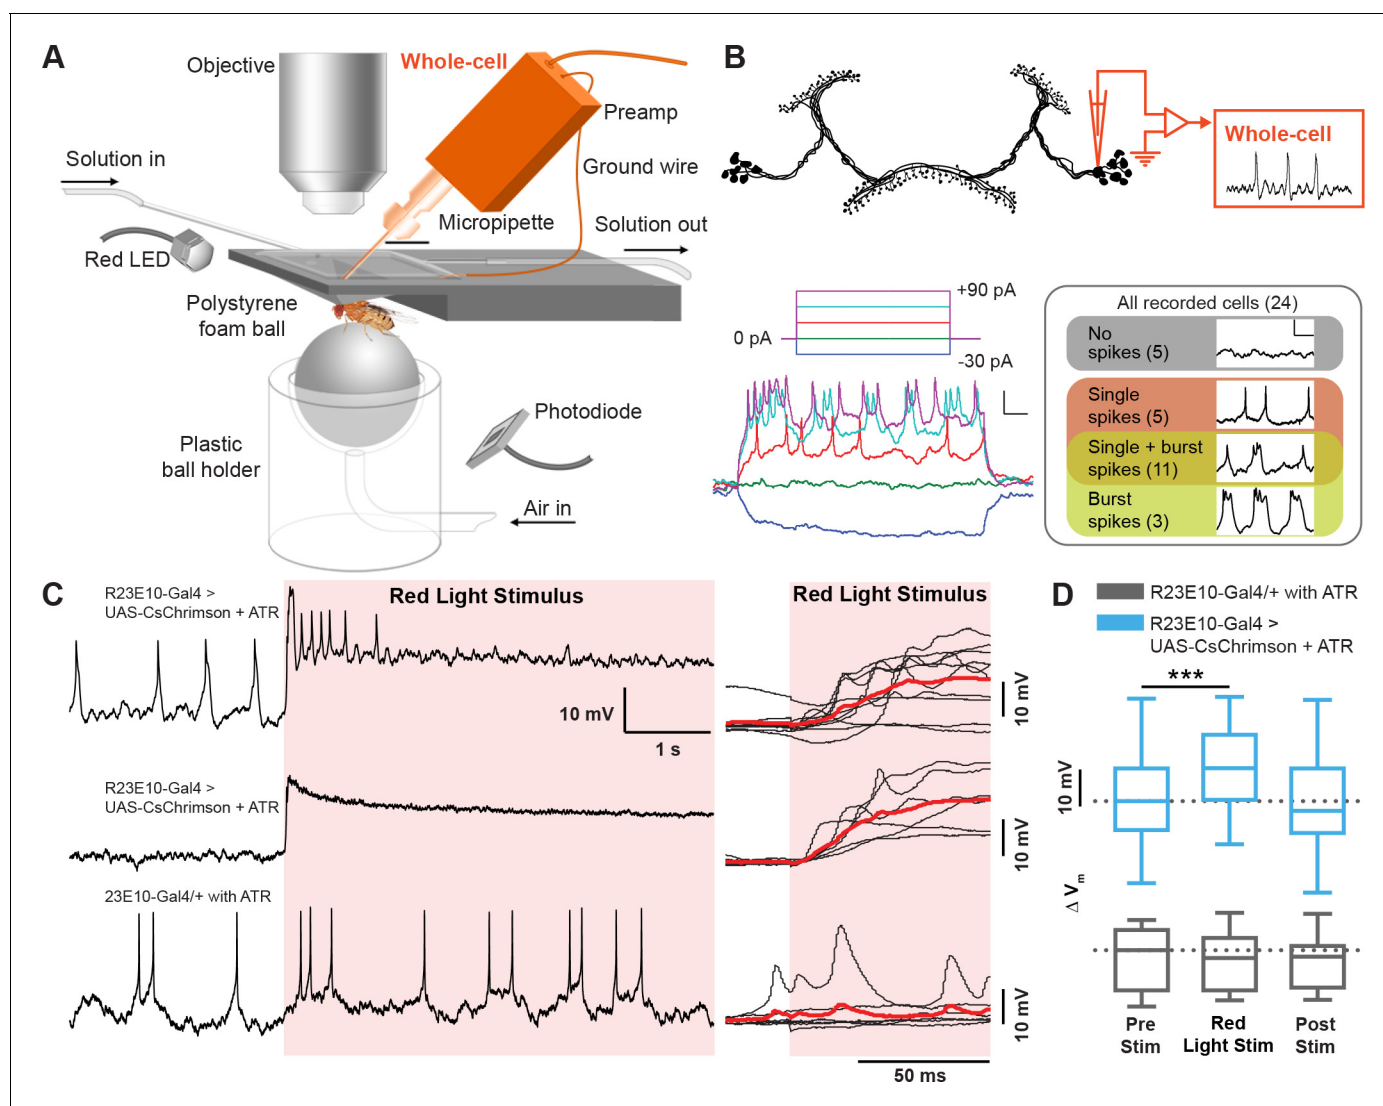 A
Objective
Whole-cell
Preamp
Solution in
Ground wire
Micropipette
Solution out
Red LED
Polystyrene
foam ball
Photodiode
Plastic
ball holder
Air in
B
Whole-cell
+90 pA
0 pA
-30 pA
All recorded cells (24)
No
spikes (5)
Single
spikes (5)
Single + burst
spikes (11)
Burst
spikes (3)
C
R23E10-Gal4 >
UAS-CsChrimson + ATR
Red Light Stimulus
Red Light Stimulus
10 mV
1 s
10 mV
R23E10-Gal4 >
UAS-CsChrimson + ATR
10 mV
23E10-Gal4/+ with ATR
10 mV
50 ms
D
R23E10-Gal4/+ with ATR
R23E10-Gal4 >
UAS-CsChrimson + ATR
***
10 mV
Δ Vm
Pre
Stim
Red
Light Stim
Post
Stim